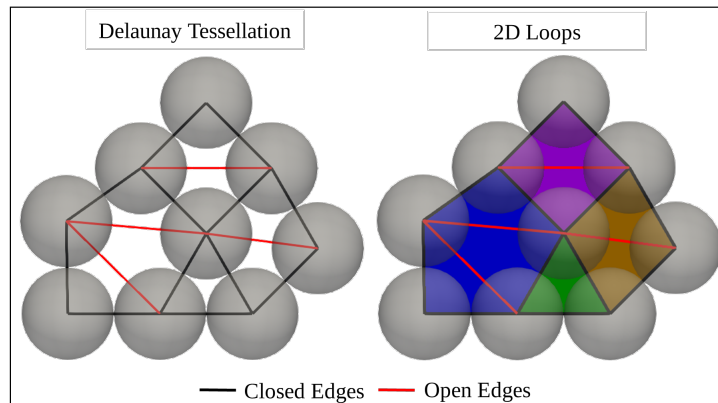 Delaunay Tessellation
2D Loops
Closed Edges
Open Edges